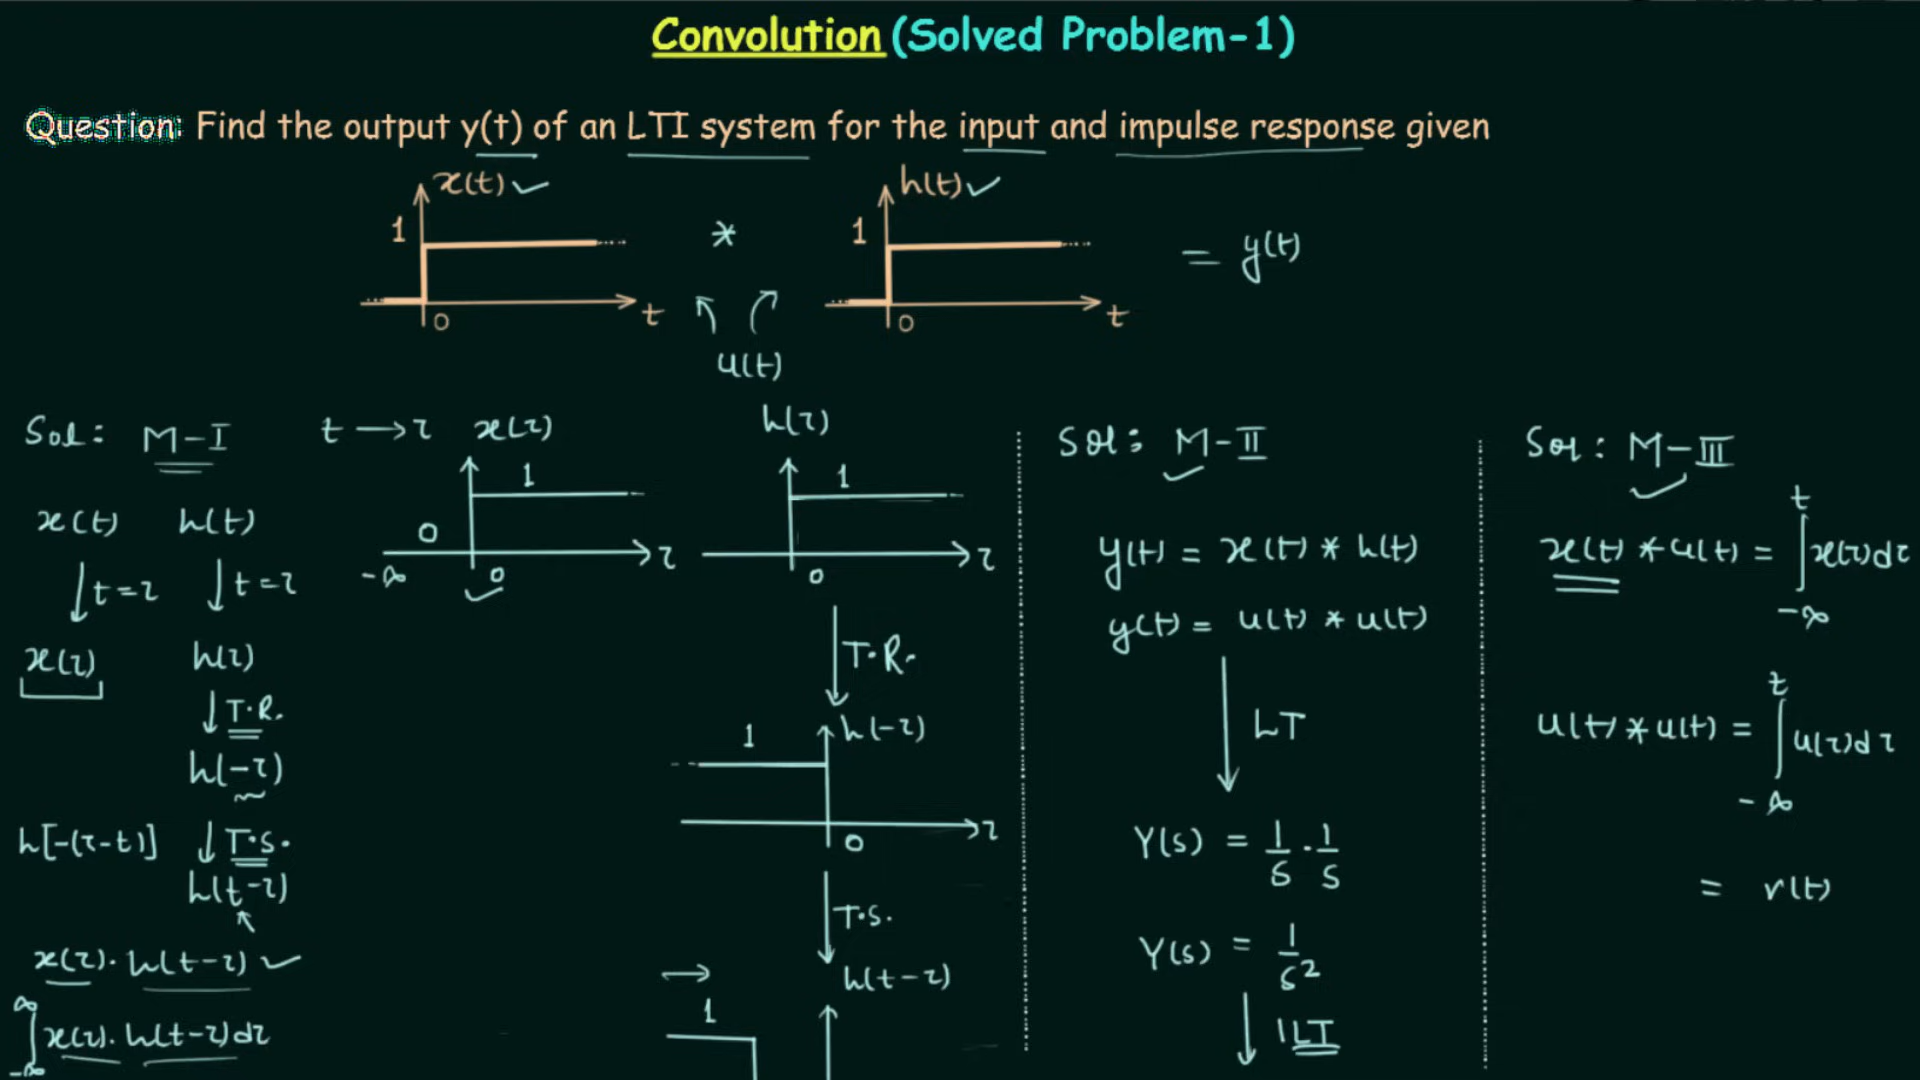 Convolution (Solved Problem-1)
Question: Find the output y(t) of an LTI system for the input and impulse response given
x(t) ✓
1
0
t
*
u(t)
h(t) ✓
1
0
t
= y(t)
Sol: M-I
t → τ
x(t) h(t)
↓ t=τ ↓ t=τ
x(τ) h(τ)
↓ T.R.
h(-τ)
h[-(τ-t)] ↓ T.S.
h(t-τ)
x(τ). h(t-τ) ✓
∫_{-∞}^{∞} x(τ). h(t-τ)dτ
x(τ)
1
0
-∞ 0 τ
h(τ)
1
0 τ
↓ T.R.
h(-τ)
1
0 τ
↓ T.S.
→ h(t-τ)
1
Sol: M-II
y(t) = x(t) * h(t)
y(t) = u(t) * u(t)
↓ LT
Y(s) = 1/s . 1/s
Y(s) = 1/s²
↓ ILT
Sol: M-III
x(t) * u(t) = ∫_{-∞}^{t} x(τ)dτ
u(t) * u(t) = ∫_{-∞}^{t} u(τ)dτ
= r(t)